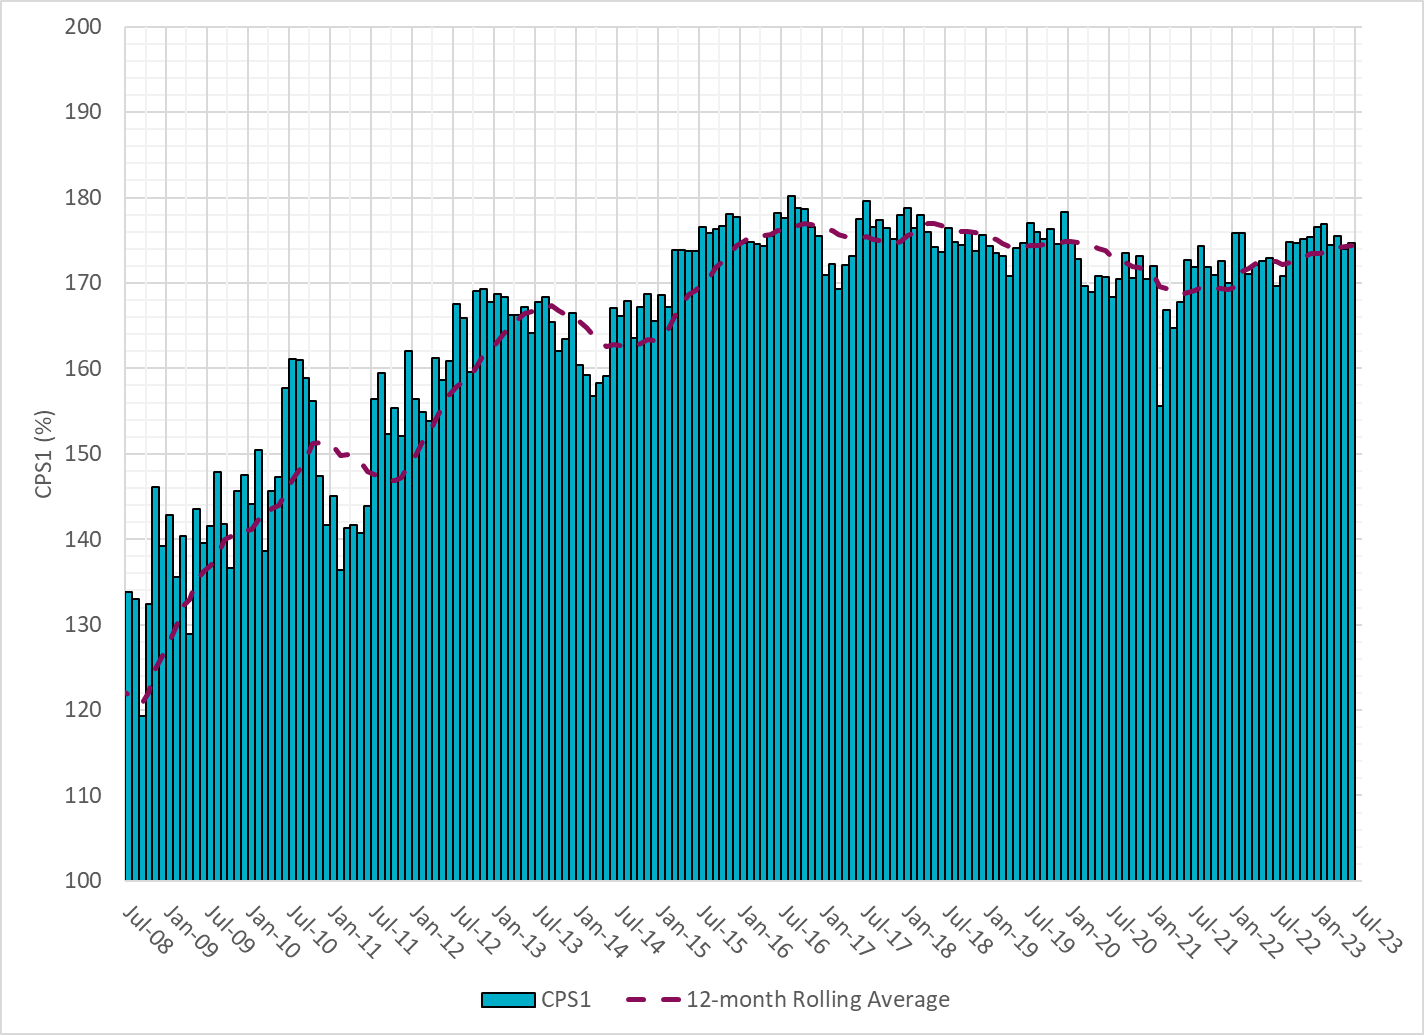 200
190
180
170
160
150
140
130
120
110
100
CPS1 (%)
Jul-08
Jan-09
Jul-09
Jan-10
Jul-10
Jan-11
Jul-11
Jan-12
Jul-12
Jan-13
Jul-13
Jan-14
Jul-14
Jan-15
Jul-15
Jan-16
Jul-16
Jan-17
Jul-17
Jan-18
Jul-18
Jan-19
Jul-19
Jan-20
Jul-20
Jan-21
Jul-21
Jan-22
Jul-22
Jan-23
Jul-23
CPS1
12-month Rolling Average